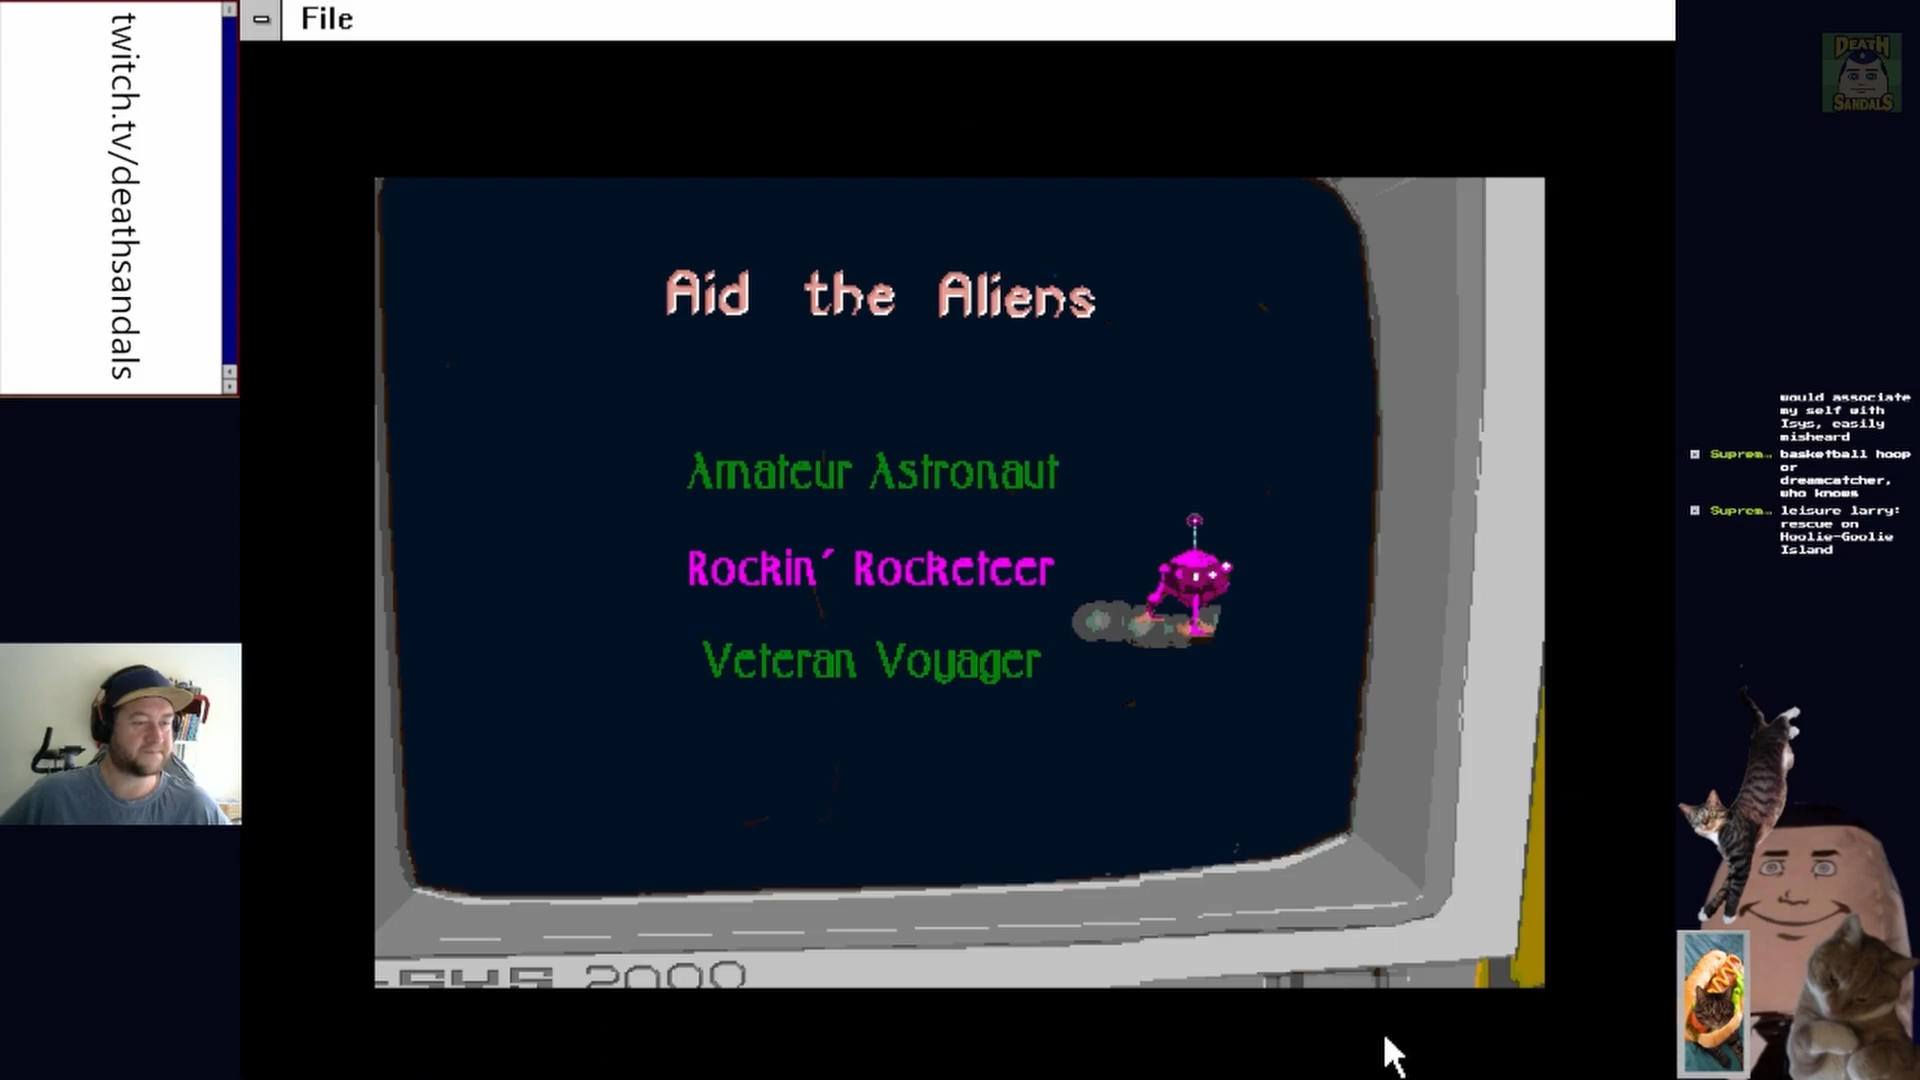 twitch.tv/deathsandals
File
DEATH
SANDALS
Aid the Aliens
Amateur Astronaut
Rockin' Rocketeer
Veteran Voyager
SYS 2000
would associate
my self with
Isys, easily
misheard
Suprem… basketball hoop
or
dreamcatcher,
who knows
Suprem… leisure larry:
rescue on
Hoolie-Goolie
Island